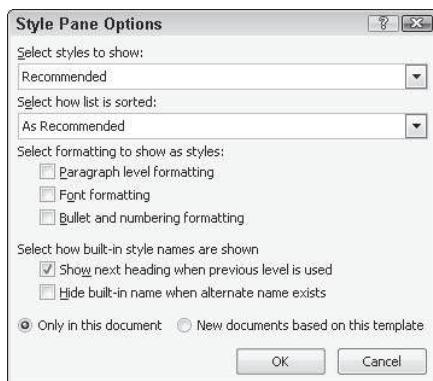 Style Pane Options
Select styles to show:
Recommended
Select how list is sorted:
As Recommended
Select formatting to show as styles:
Paragraph level formatting
Font formatting
Bullet and numbering formatting
Select how built-in style names are shown
Show next heading when previous level is used
Hide built-in name when alternate name exists
Only in this document New documents based on this template
OK Cancel